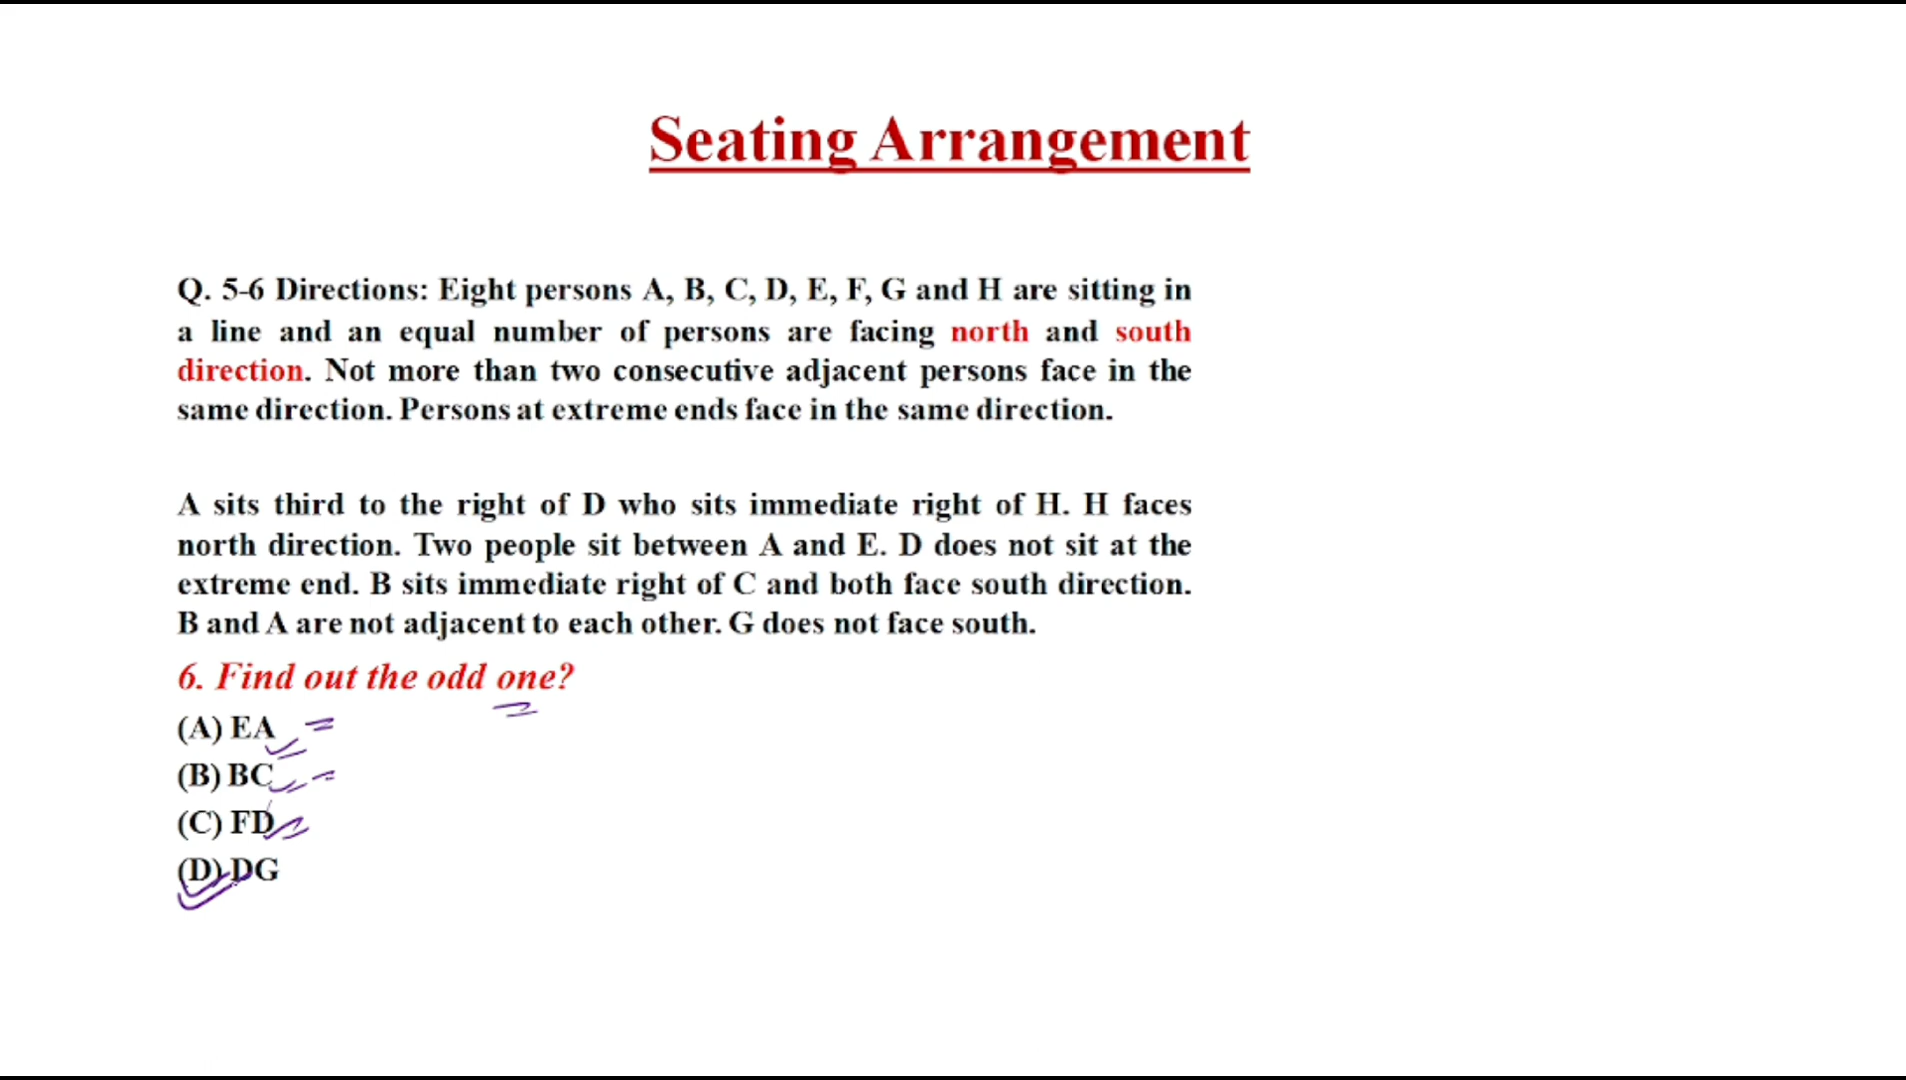 Seating Arrangement
Q. 5-6 Directions: Eight persons A, B, C, D, E, F, G and H are sitting in
a line and an equal number of persons are facing north and south
direction. Not more than two consecutive adjacent persons face in the
same direction. Persons at extreme ends face in the same direction.
A sits third to the right of D who sits immediate right of H. H faces
north direction. Two people sit between A and E. D does not sit at the
extreme end. B sits immediate right of C and both face south direction.
B and A are not adjacent to each other. G does not face south.
6. Find out the odd one?
(A) EA
(B) BC
(C) FD
(D) DG